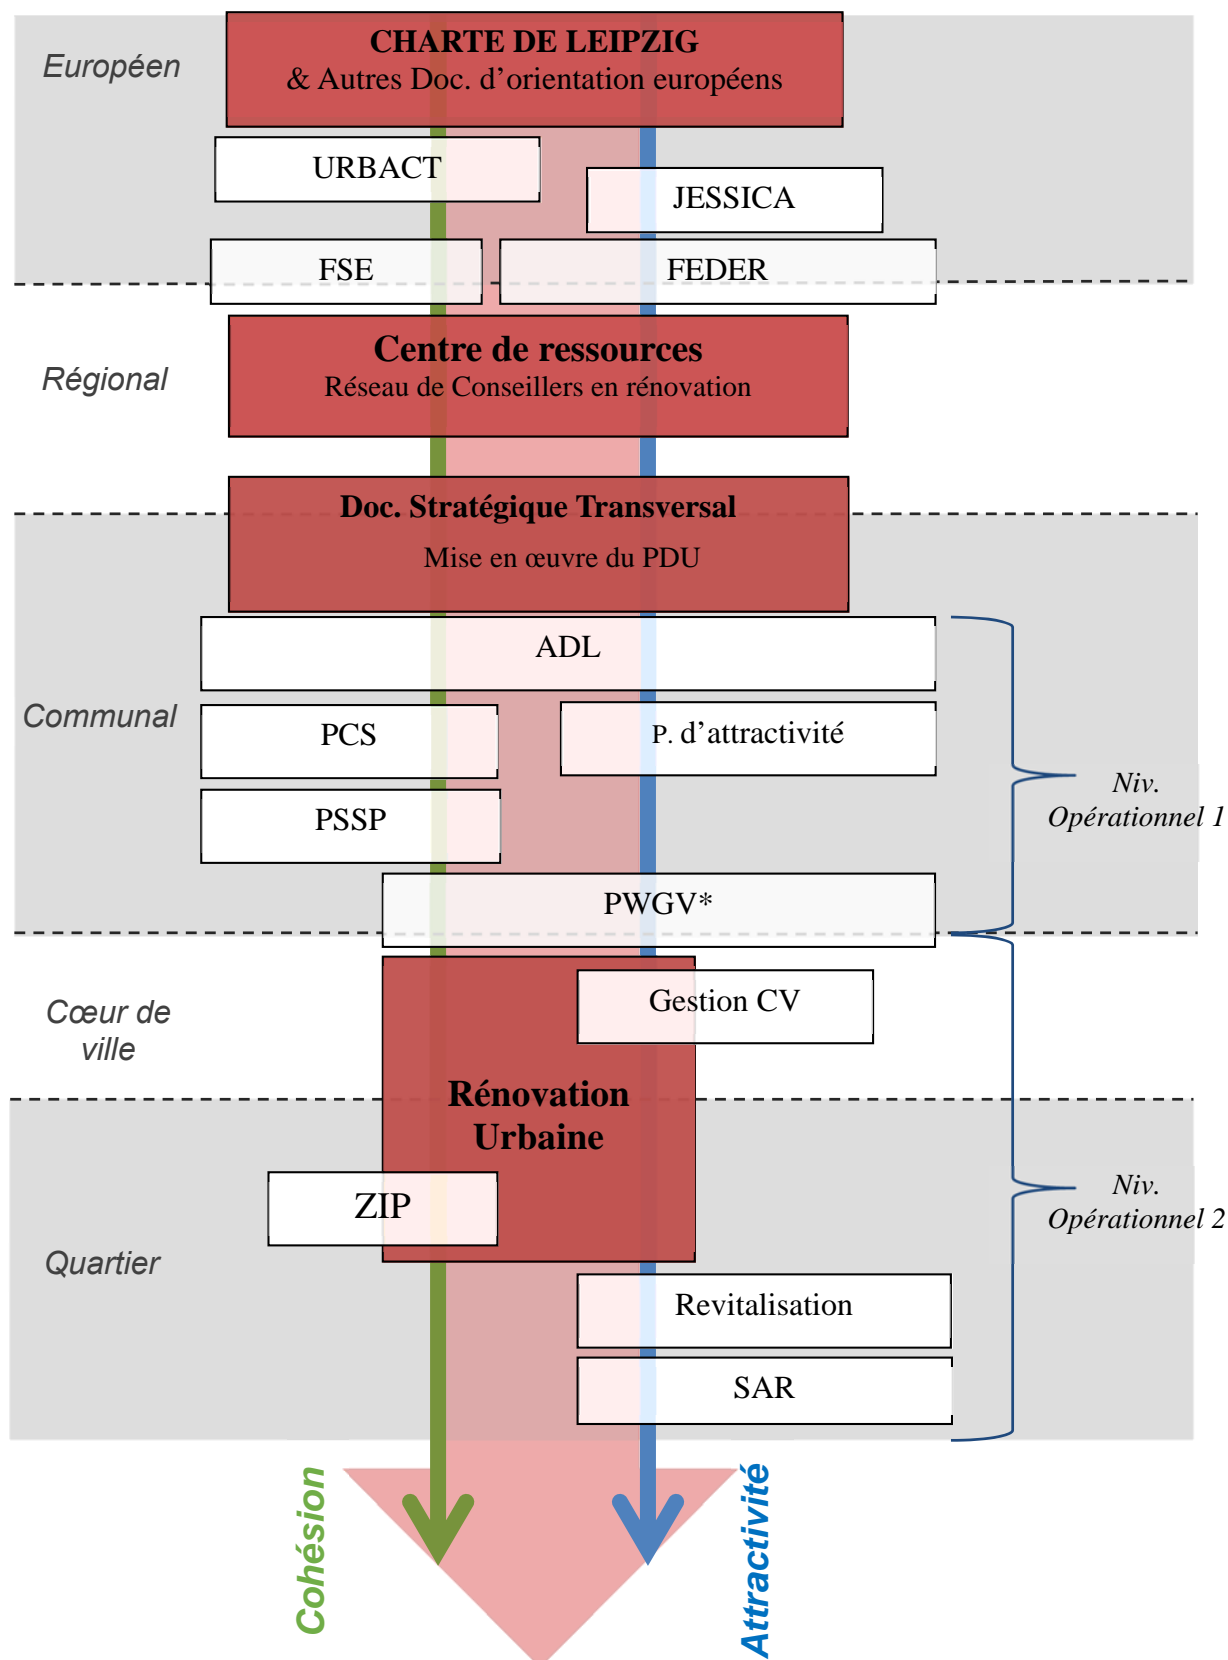 Européen
CHARTE DE LEIPZIG
& Autres Doc. d'orientation européens
URBACT
JESSICA
FSE
FEDER
Régional
Centre de ressources
Réseau de Conseillers en rénovation
Doc. Stratégique Transversal
Mise en œuvre du PDU
ADL
Communal
PCS
P. d'attractivité
PSSP
Niv.
Opérationnel 1
PWGV*
Cœur de
ville
Gestion CV
Rénovation
Urbaine
ZIP
Niv.
Opérationnel 2
Quartier
Revitalisation
SAR
Cohésion
Attractivité